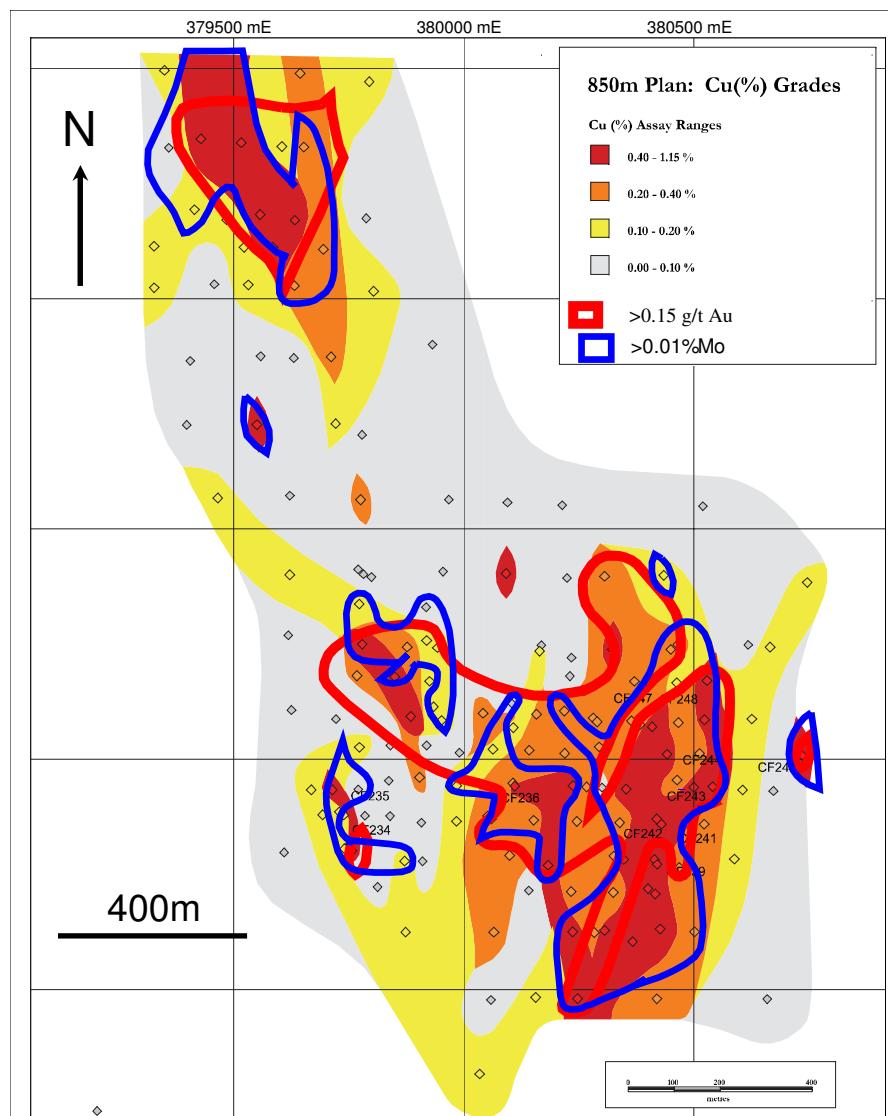 379500 mE 380000 mE 380500 mE
850m Plan: Cu(%) Grades
Cu (%) Assay Ranges
0.40 - 1.15 %
0.20 - 0.40 %
0.10 - 0.20 %
0.00 - 0.10 %
>0.15 g/t Au
>0.01%Mo
N
CF235
CF236
CF243
CF234
CF242
400m
0 100 200 400
metres